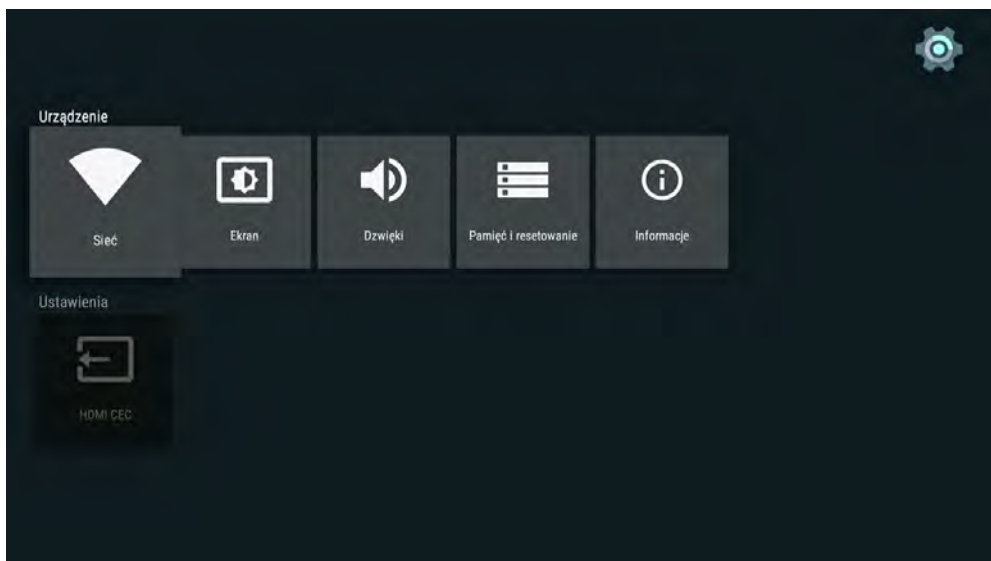 Urządzenie
Sieć
Ekran
Dzwięki
Pamięć i resetowanie
Informacje
Ustawienia
HDMI CEC